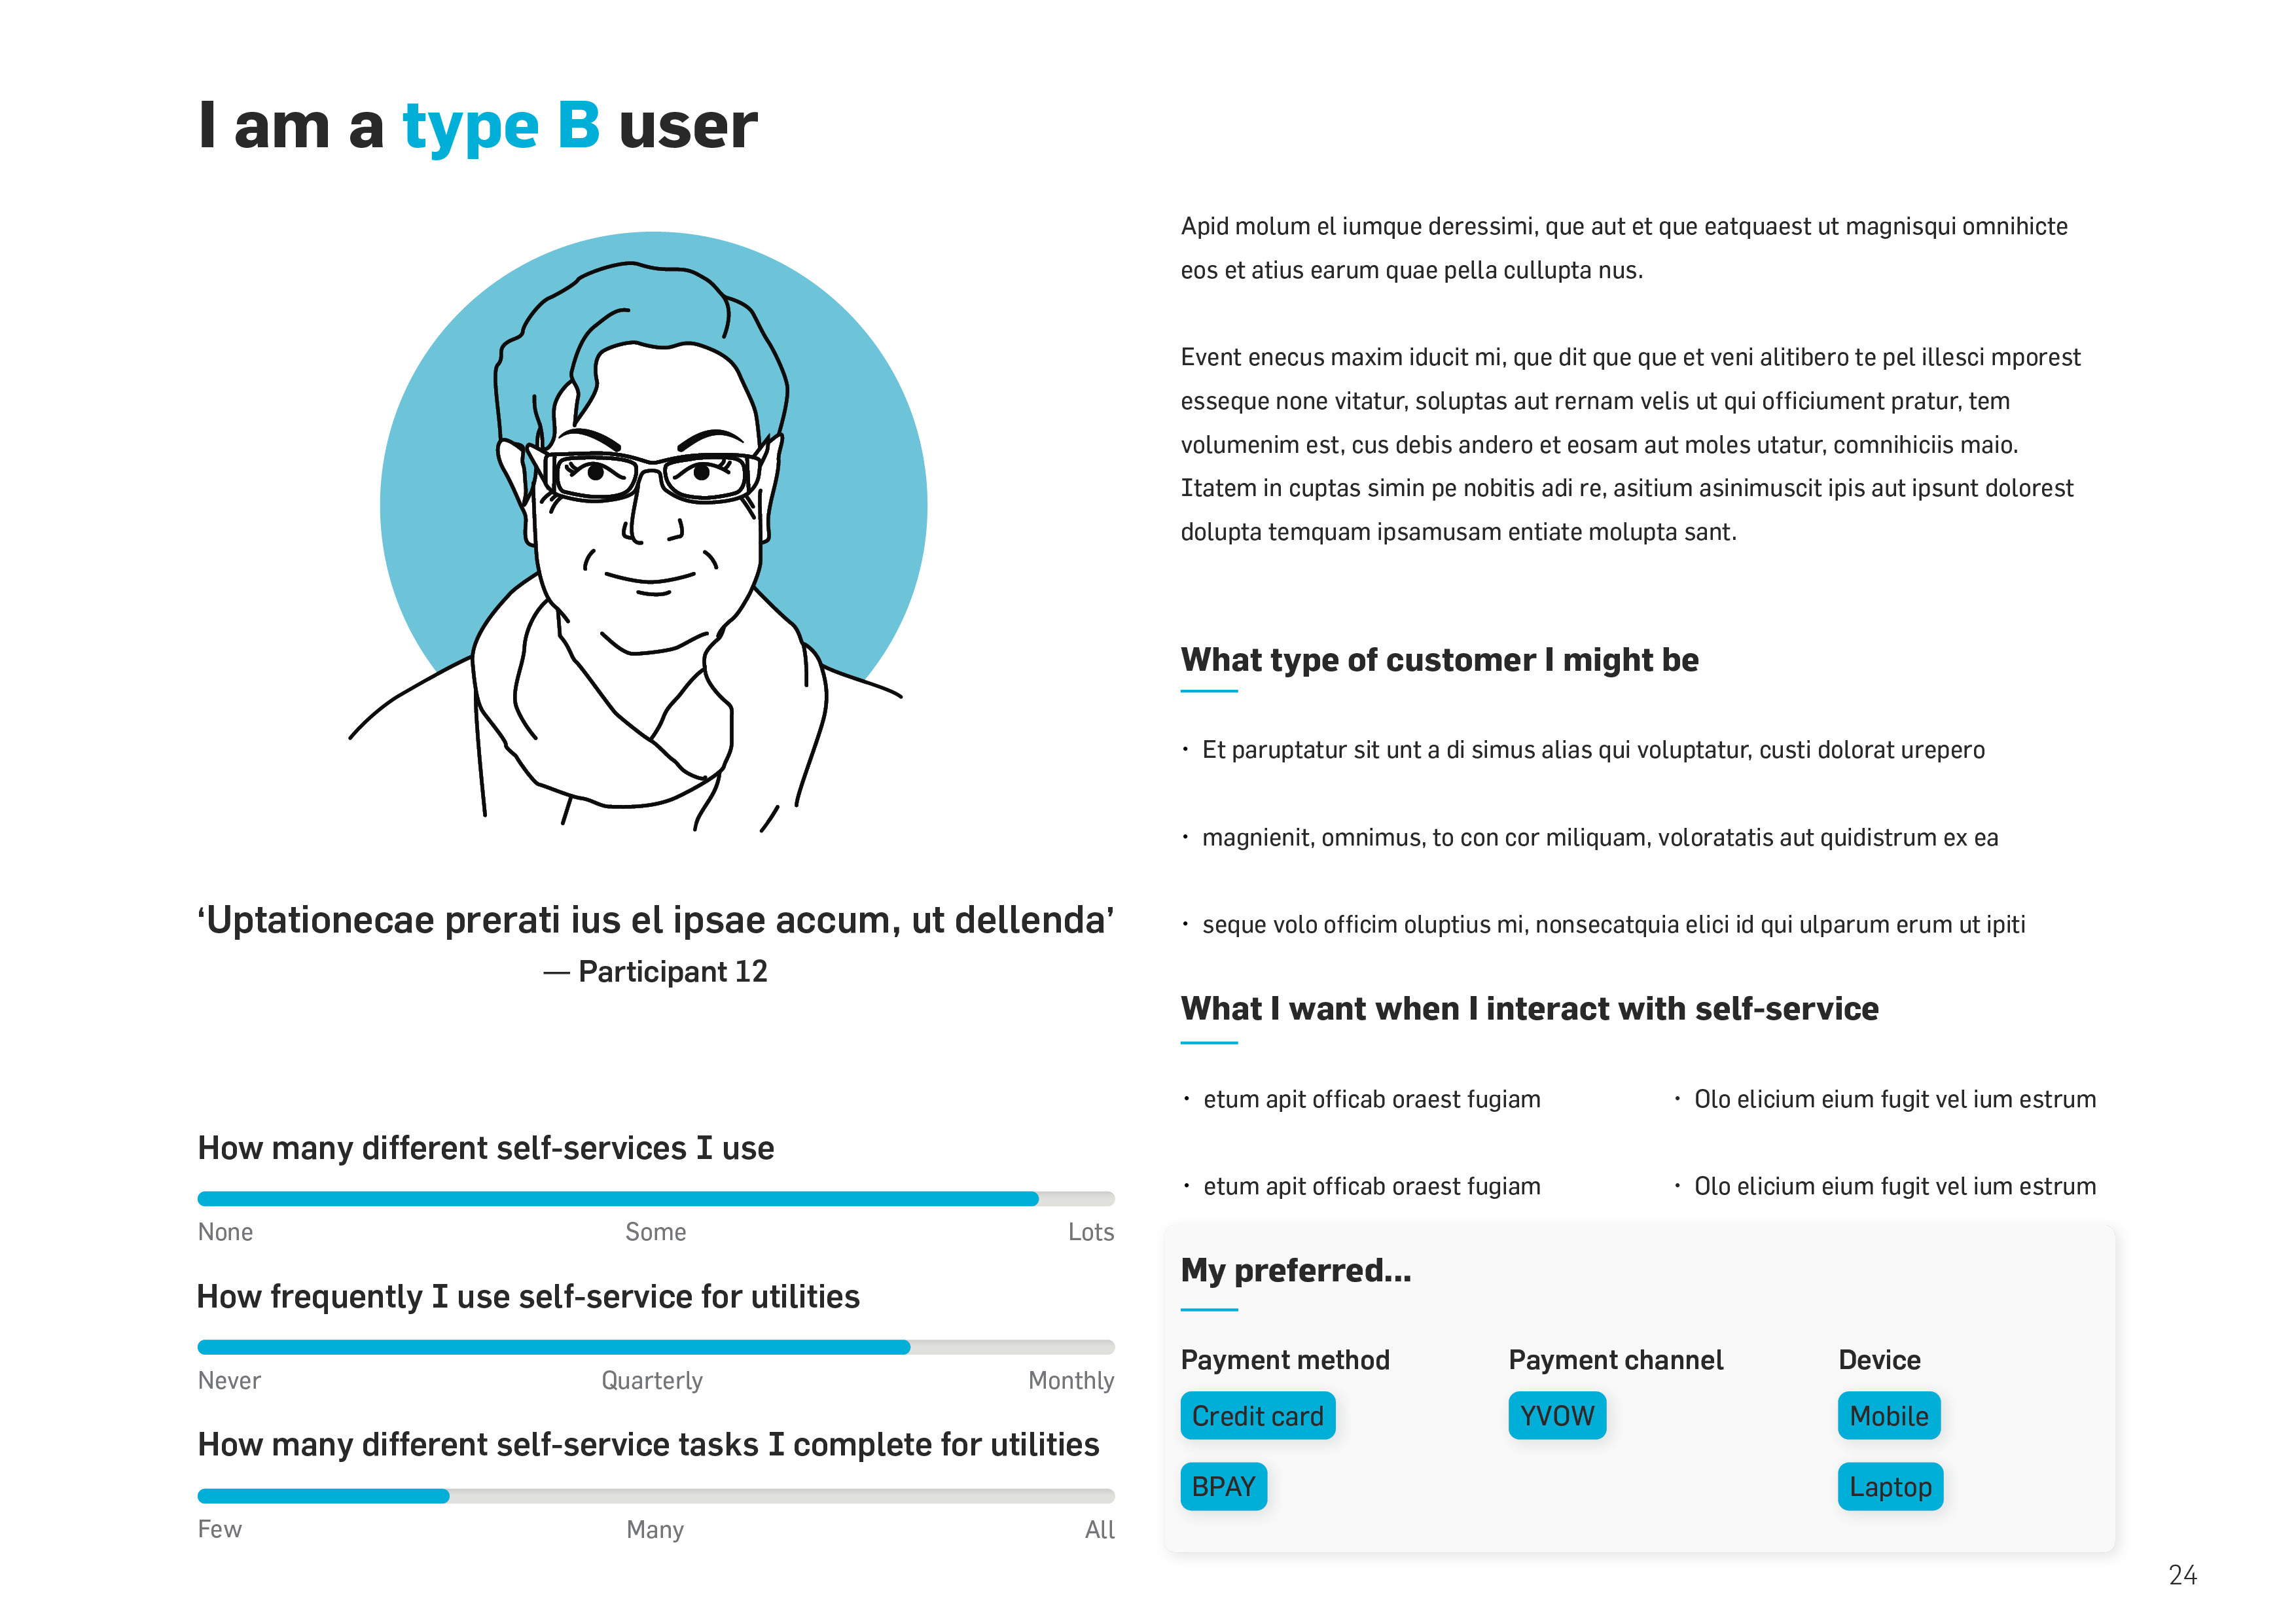 I am a type B user
‘Uptationecae prerati ius el ipsae accum, ut dellenda’
— Participant 12
How many different self-services I use
None Some Lots
How frequently I use self-service for utilities
Never Quarterly Monthly
How many different self-service tasks I complete for utilities
Few Many All
Apid molum el iumque deressimi, que aut et que eatquaest ut magnisqui omnihicte
eos et atius earum quae pella cullupta nus.
Event enecus maxim iducit mi, que dit que que et veni alitibero te pel illesci mporest
esseque none vitatur, soluptas aut rernam velis ut qui officiument pratur, tem
volumenim est, cus debis andero et eosam aut moles utatur, comnihiciis maio.
Itatem in cuptas simin pe nobitis adi re, asitium asinimuscit ipis aut ipsunt dolorest
dolupta temquam ipsamusam entiate molupta sant.
What type of customer I might be
• Et paruptatur sit unt a di simus alias qui voluptatur, custi dolorat urepero
• magnienit, omnimus, to con cor miliquam, voloratatis aut quidistrum ex ea
• seque volo officim oluptius mi, nonsecatquia elici id qui ulparum erum ut ipiti
What I want when I interact with self-service
• etum apit officab oraest fugiam • Olo elicium eium fugit vel ium estrum
• etum apit officab oraest fugiam • Olo elicium eium fugit vel ium estrum
My preferred...
Payment method Payment channel Device
Credit card YVOW Mobile
BPAY Laptop
24